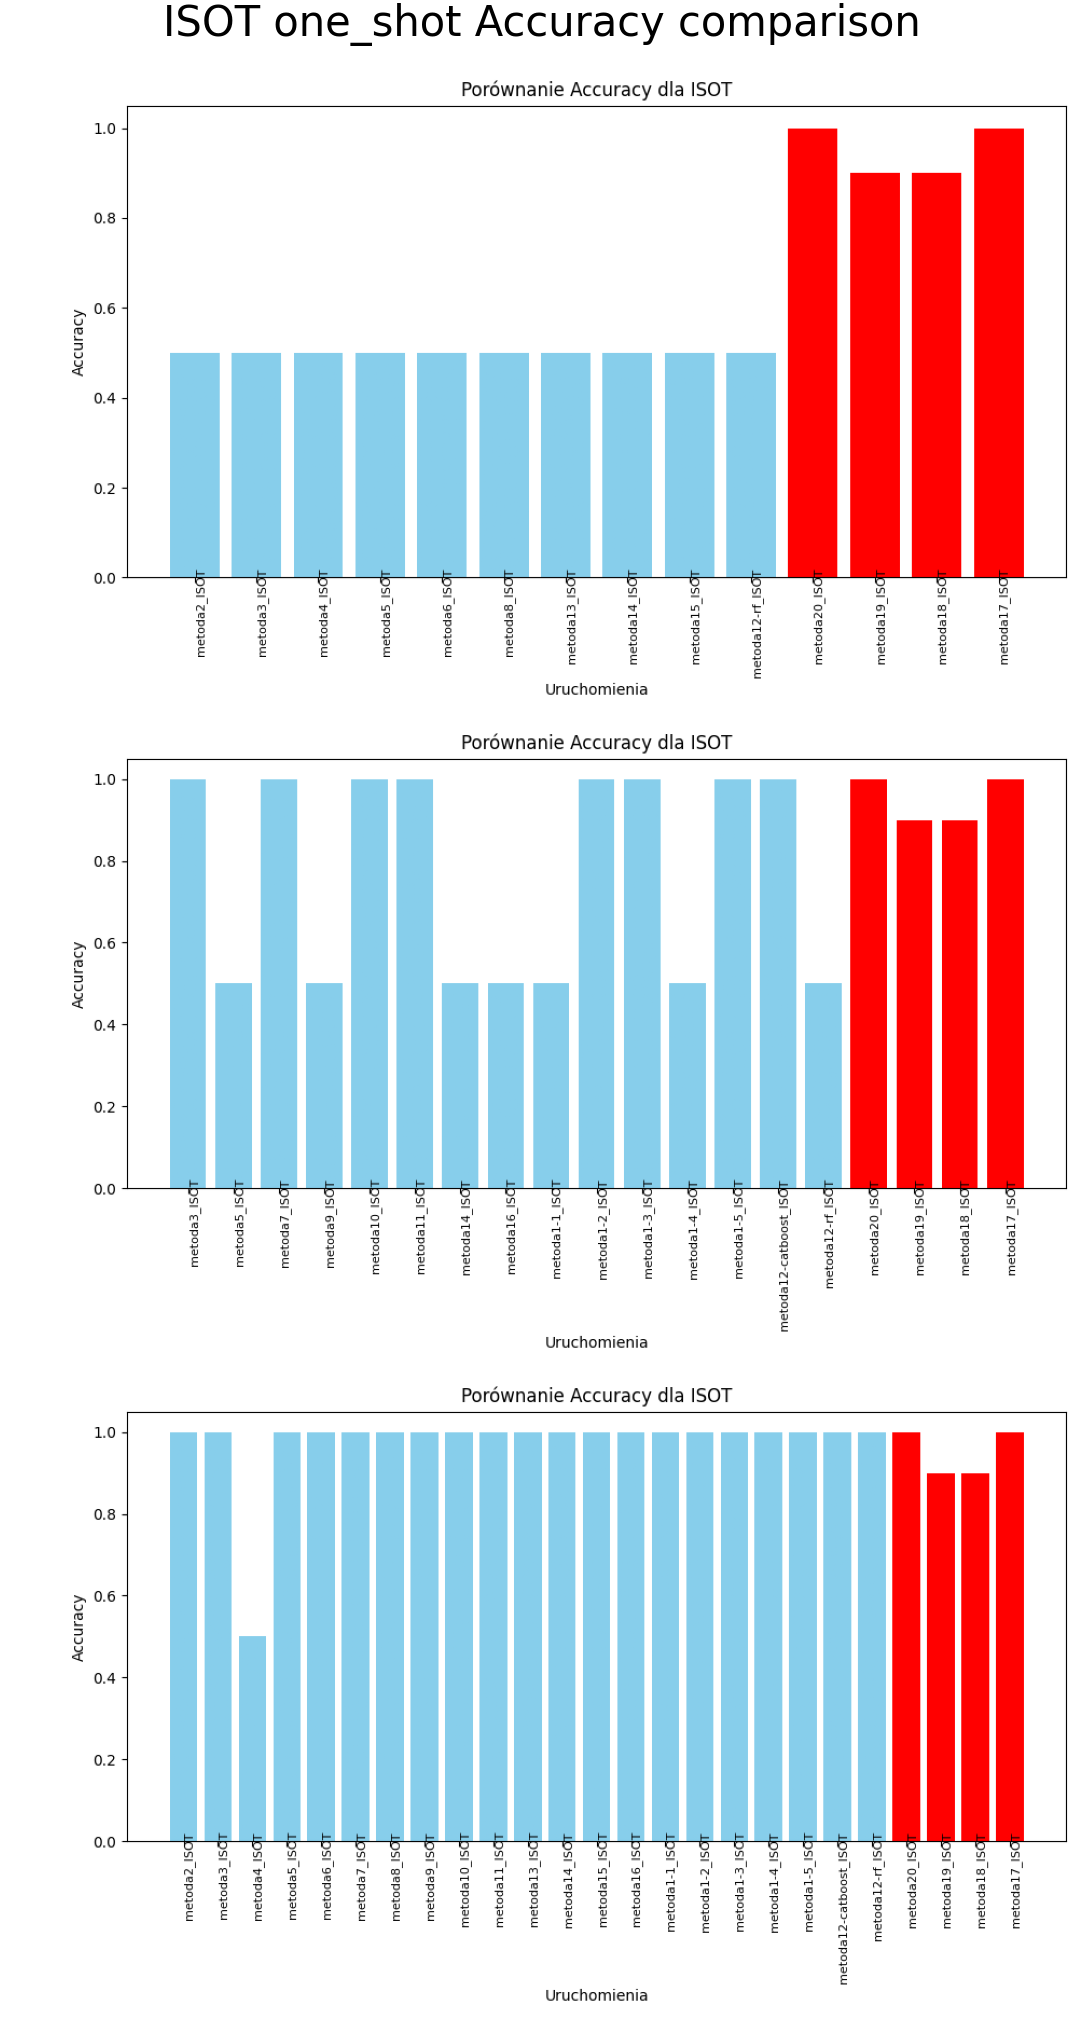 ISOT one_shot Accuracy comparison
Porównanie Accuracy dla ISOT
1.0
0.8
0.6
0.4
0.2
0.0
Accuracy
metoda2_ISOT
metoda3_ISOT
metoda4_ISOT
metoda5_ISOT
metoda6_ISOT
metoda8_ISOT
metoda13_ISOT
metoda14_ISOT
metoda15_ISOT
metoda12-rf_ISOT
metoda20_ISOT
metoda19_ISOT
metoda18_ISOT
metoda17_ISOT
Uruchomienia
Porównanie Accuracy dla ISOT
1.0
0.8
0.6
0.4
0.2
0.0
Accuracy
metoda3_ISOT
metoda5_ISOT
metoda7_ISOT
metoda9_ISOT
metoda10_ISOT
metoda11_ISOT
metoda14_ISOT
metoda16_ISOT
metoda1-1_ISOT
metoda1-2_ISOT
metoda1-3_ISOT
metoda1-4_ISOT
metoda1-5_ISOT
metoda12-catboost_ISOT
metoda12-rf_ISOT
metoda20_ISOT
metoda19_ISOT
metoda18_ISOT
metoda17_ISOT
Uruchomienia
Porównanie Accuracy dla ISOT
1.0
0.8
0.6
0.4
0.2
0.0
Accuracy
metoda2_ISOT
metoda3_ISOT
metoda4_ISOT
metoda5_ISOT
metoda6_ISOT
metoda7_ISOT
metoda8_ISOT
metoda9_ISOT
metoda10_ISOT
metoda11_ISOT
metoda13_ISOT
metoda14_ISOT
metoda15_ISOT
metoda16_ISOT
metoda1-1_ISOT
metoda1-2_ISOT
metoda1-3_ISOT
metoda1-4_ISOT
metoda1-5_ISOT
metoda12-catboost_ISOT
metoda12-rf_ISOT
metoda20_ISOT
metoda19_ISOT
metoda18_ISOT
metoda17_ISOT
Uruchomienia